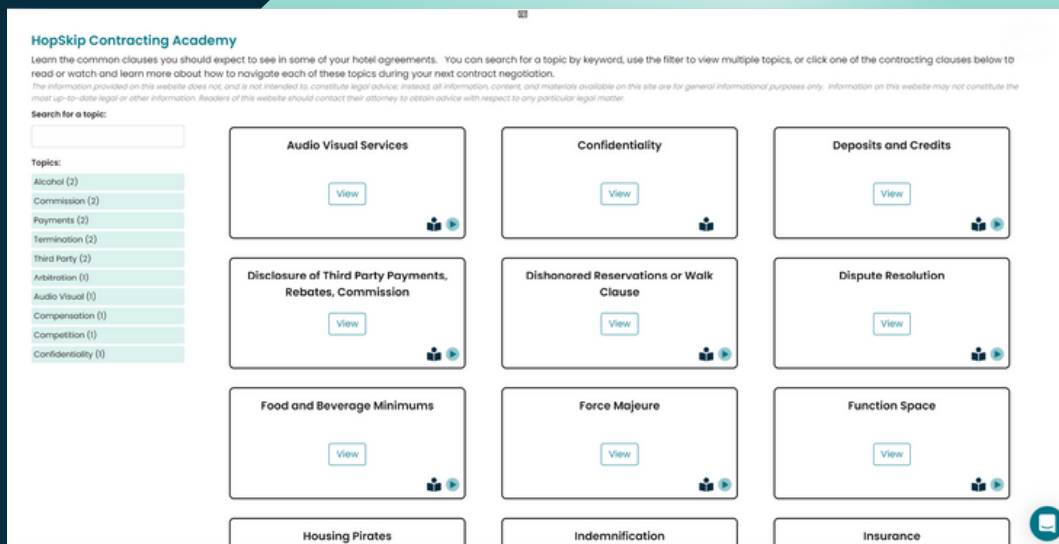 HopSkip Contracting Academy
Learn the common clauses you should expect to see in some of your hotel agreements. You can search for a topic by keyword, use the filter to view multiple topics, or click one of the contracting clauses below to
read or watch and learn more about how to navigate each of these topics during your next contract negotiation.
The information provided on this website does not, and is not intended to, constitute legal advice; instead, all information, content, and materials available on this site are for general informational purposes only. Information on this website may not constitute the
most up-to-date legal or other information. Readers of this website should contact their attorney to obtain advice with respect to any particular legal matter.
Search for a topic:
Topics:
Alcohol (2)
Commission (2)
Payments (2)
Termination (2)
Third Party (2)
Arbitration (1)
Audio Visual (1)
Compensation (1)
Competition (1)
Confidentiality (1)
Audio Visual Services
View
Confidentiality
View
Deposits and Credits
View
Disclosure of Third Party Payments,
Rebates, Commission
View
Dishonored Reservations or Walk
Clause
View
Dispute Resolution
View
Food and Beverage Minimums
View
Force Majeure
View
Function Space
View
Housing Pirates
Indemnification
Insurance